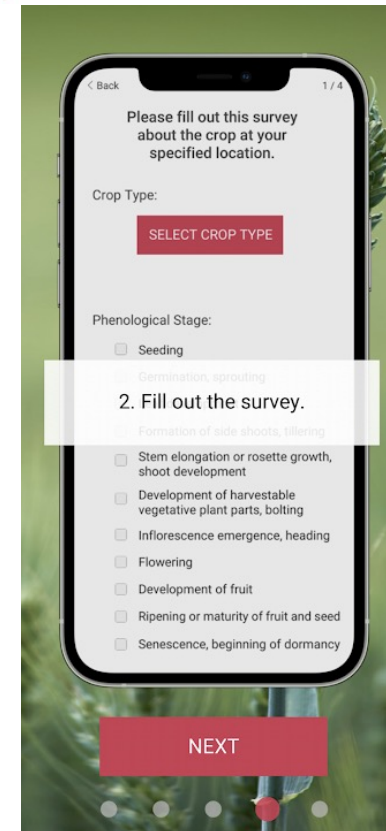 < Back
1 / 4
Please fill out this survey
about the crop at your
specified location.
Crop Type:
SELECT CROP TYPE
Phenological Stage:
Seeding
Germination, sprouting
2. Fill out the survey.
Formation of side shoots, tillering
Stem elongation or rosette growth,
shoot development
Development of harvestable
vegetative plant parts, bolting
Inflorescence emergence, heading
Flowering
Development of fruit
Ripening or maturity of fruit and seed
Senescence, beginning of dormancy
NEXT